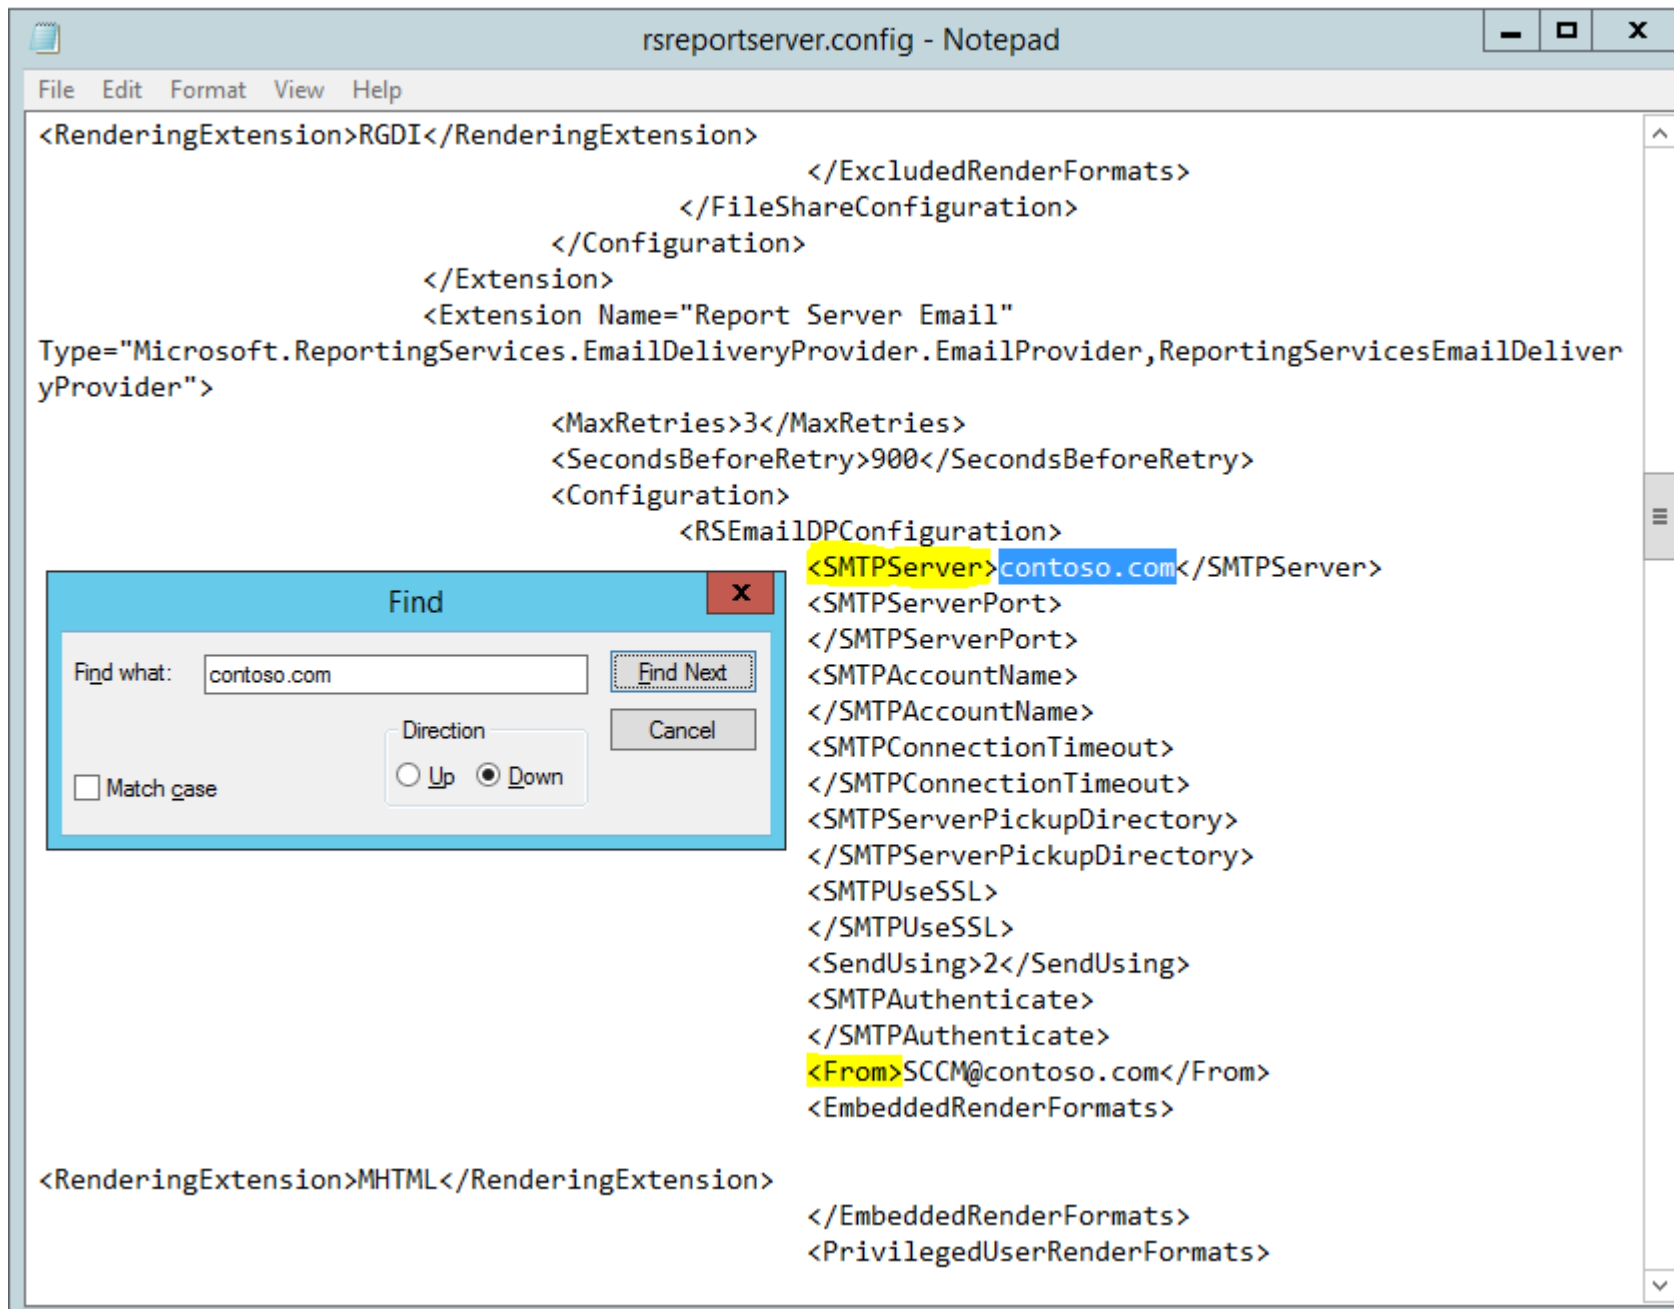 rsreportserver.config - Notepad
File Edit Format View Help
<RenderingExtension>RGDI</RenderingExtension>
</ExcludedRenderFormats>
</FileShareConfiguration>
</Configuration>
</Extension>
<Extension Name="Report Server Email"
Type="Microsoft.ReportingServices.EmailDeliveryProvider.EmailProvider,ReportingServicesEmailDeliver
yProvider">
<MaxRetries>3</MaxRetries>
<SecondsBeforeRetry>900</SecondsBeforeRetry>
<Configuration>
<RSEmailDPConfiguration>
<SMTPServer>contoso.com</SMTPServer>
<SMTPServerPort>
</SMTPServerPort>
<SMTPAccountName>
</SMTPAccountName>
<SMTPConnectionTimeout>
</SMTPConnectionTimeout>
<SMTPServerPickupDirectory>
</SMTPServerPickupDirectory>
<SMTPUseSSL>
</SMTPUseSSL>
<SendUsing>2</SendUsing>
<SMTPAuthenticate>
</SMTPAuthenticate>
<From>SCCM@contoso.com</From>
<EmbeddedRenderFormats>
<RenderingExtension>MHTML</RenderingExtension>
</EmbeddedRenderFormats>
<PrivilegedUserRenderFormats>
Find
Find what: contoso.com Find Next
Direction Cancel
Match case Up Down